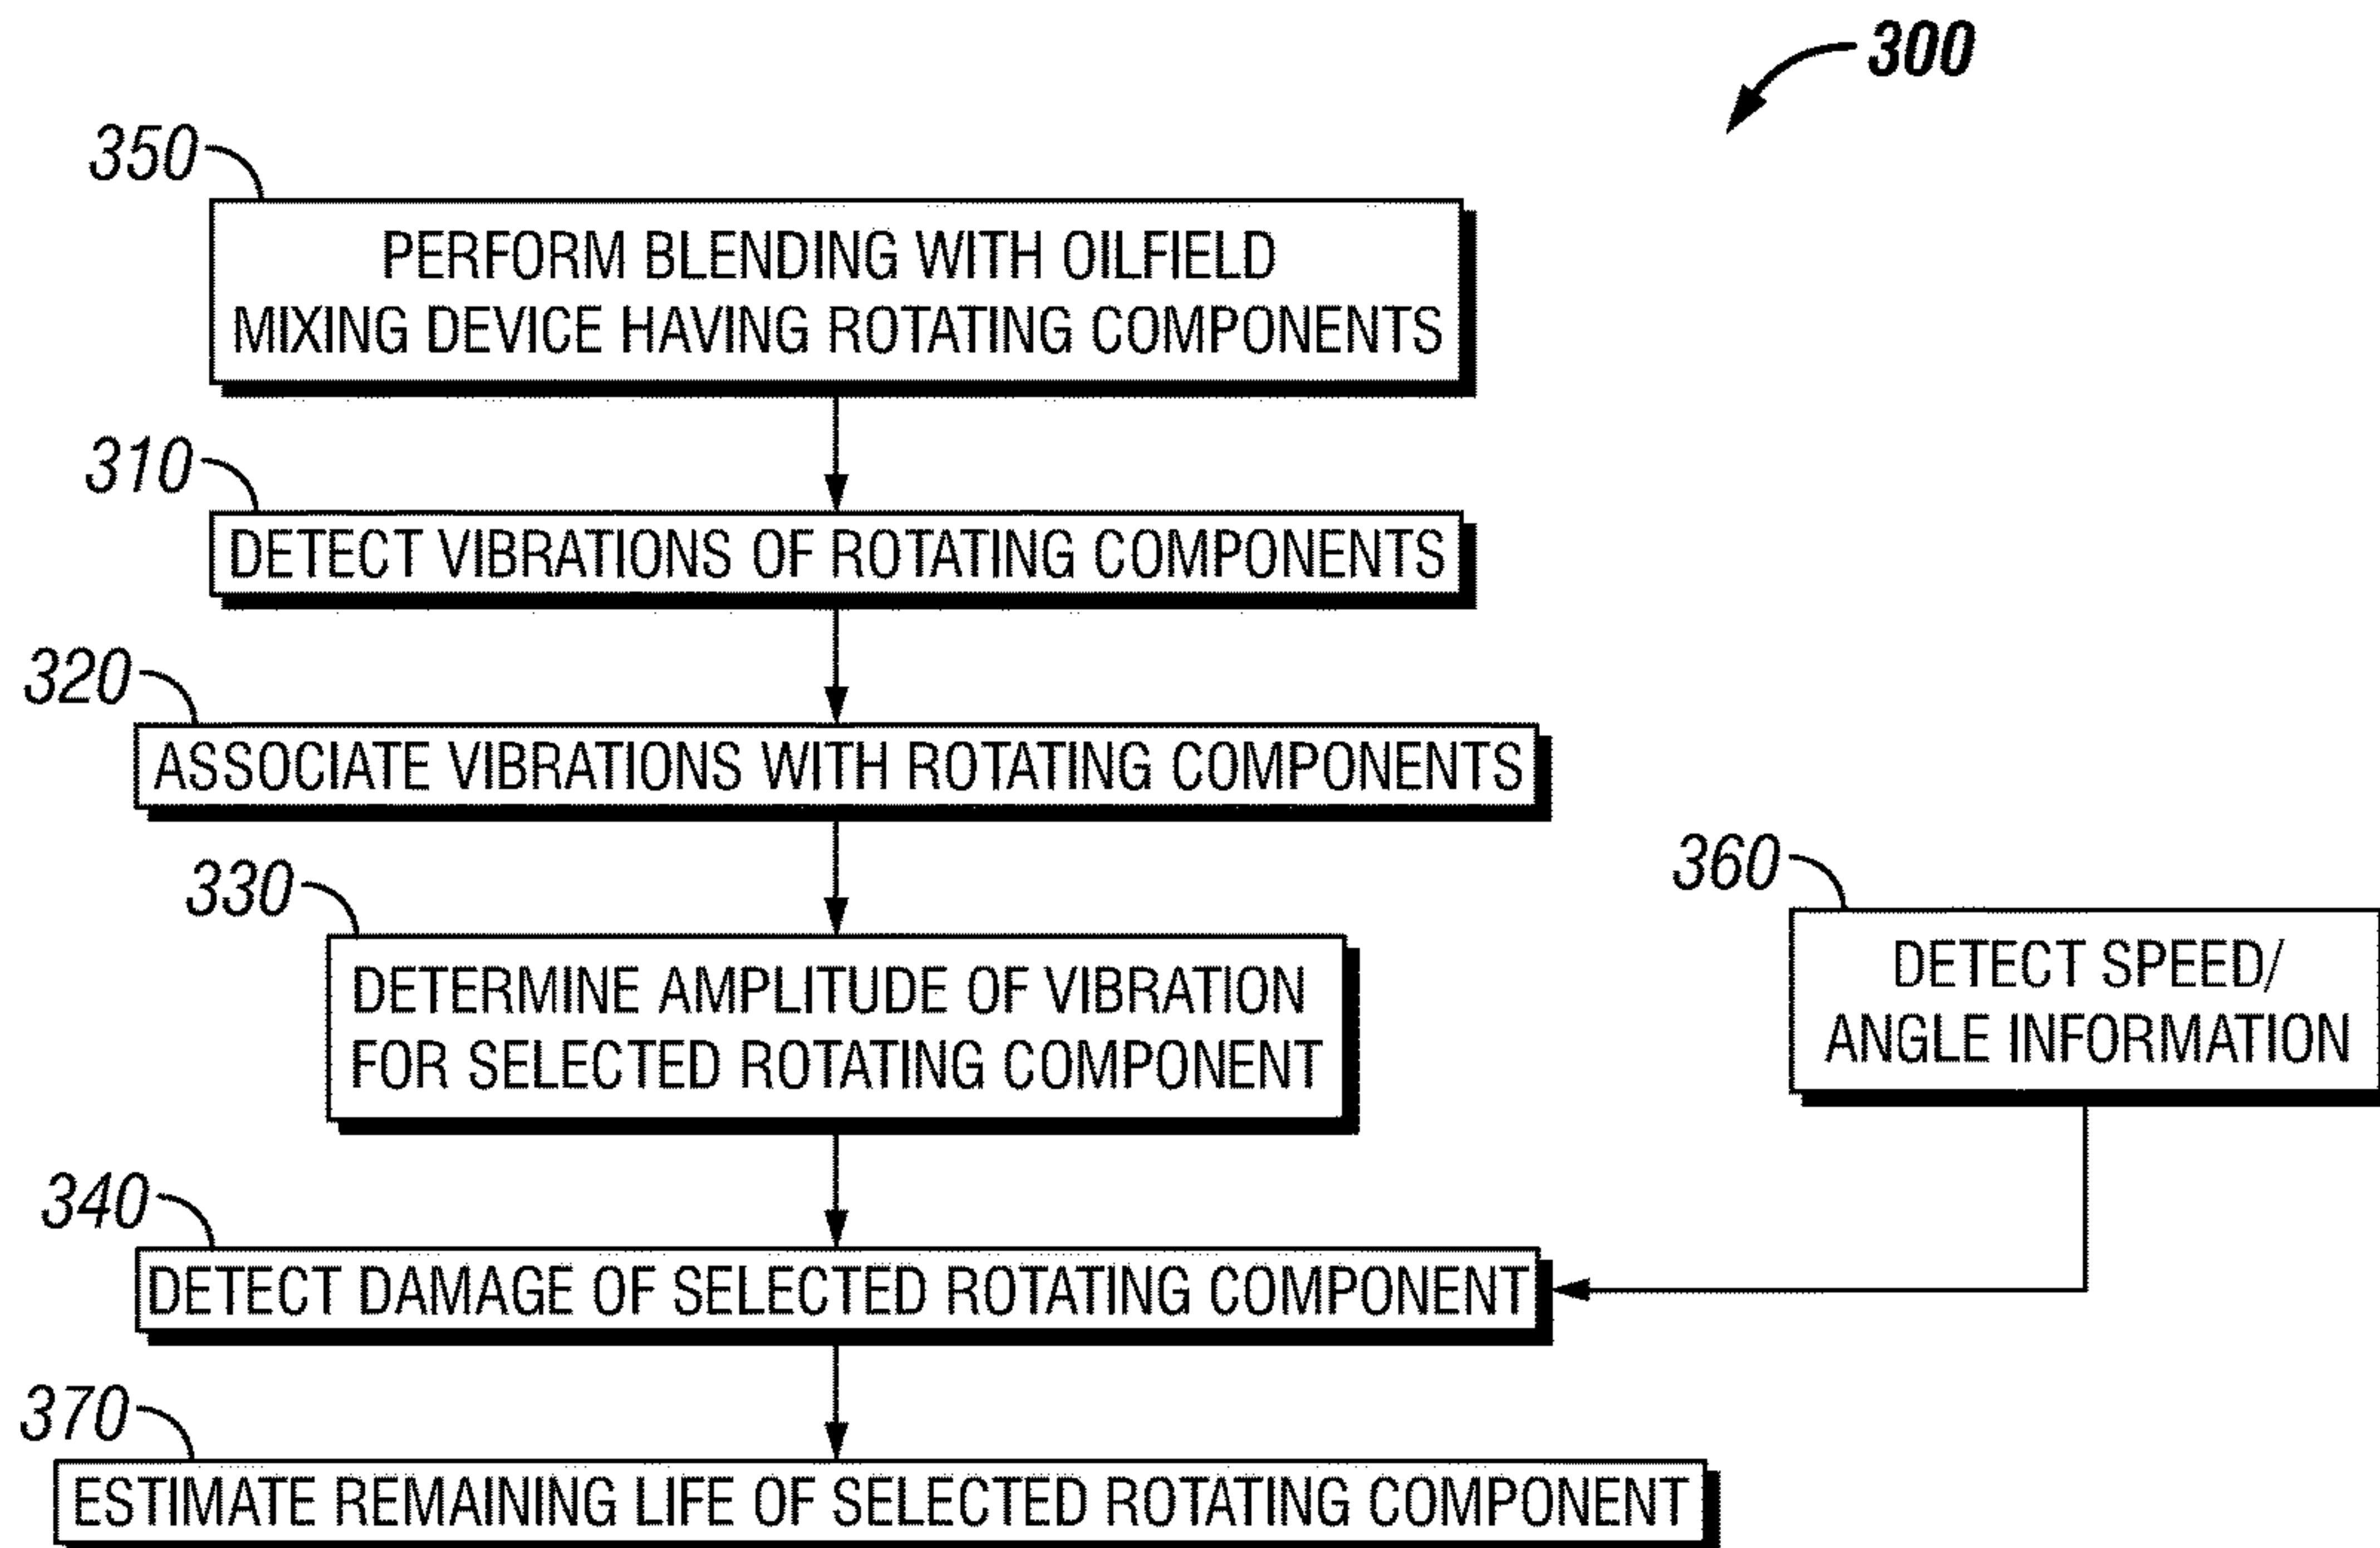 300
350
PERFORM BLENDING WITH OILFIELD
MIXING DEVICE HAVING ROTATING COMPONENTS
310
DETECT VIBRATIONS OF ROTATING COMPONENTS
320
ASSOCIATE VIBRATIONS WITH ROTATING COMPONENTS
330
DETERMINE AMPLITUDE OF VIBRATION
FOR SELECTED ROTATING COMPONENT
360
DETECT SPEED/
ANGLE INFORMATION
340
DETECT DAMAGE OF SELECTED ROTATING COMPONENT
370
ESTIMATE REMAINING LIFE OF SELECTED ROTATING COMPONENT